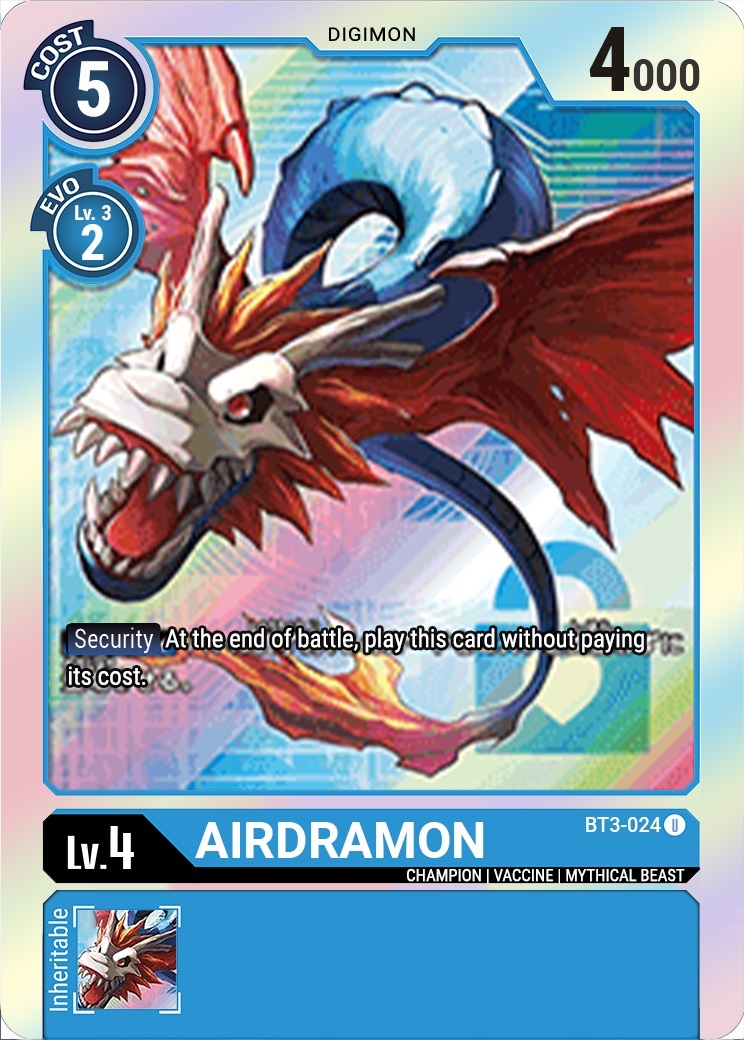 DIGIMON
COST
5
4000
EVO
Lv. 3
2
Security At the end of battle, play this card without paying
its cost.
Lv.4
AIRDRAMON
BT3-024 U
CHAMPION | VACCINE | MYTHICAL BEAST
Inheritable